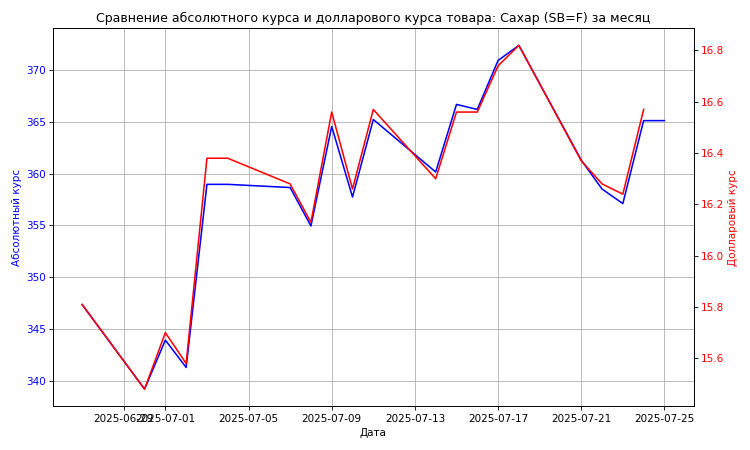 Сравнение абсолютного курса и долларового курса товара: Сахар (SB=F) за месяц
370
365
360
355
350
345
340
Абсолютный курс
16.8
16.6
16.4
16.2
16.0
15.8
15.6
Долларовый курс
2025-06-29 2025-07-01 2025-07-05 2025-07-09 2025-07-13 2025-07-17 2025-07-21 2025-07-25
Дата